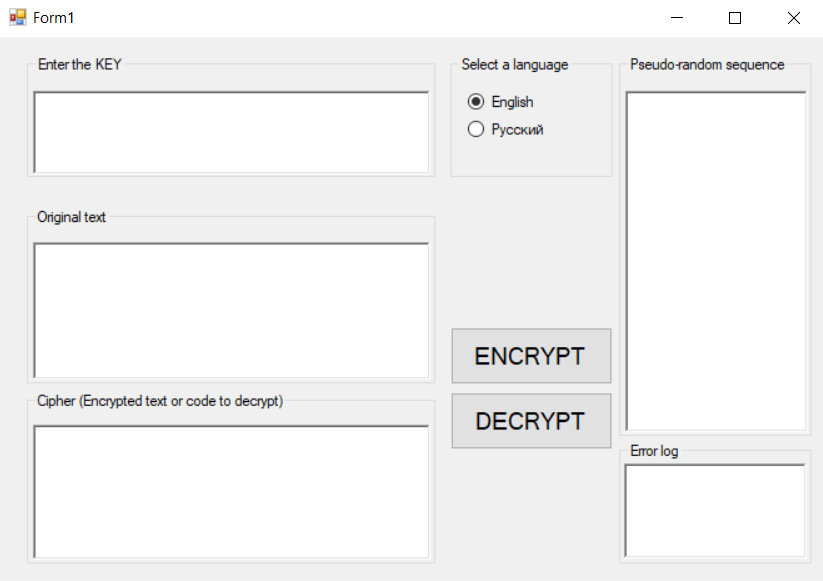 Form1
Enter the KEY
Select a language
English
Русский
Pseudo-random sequence
Original text
ENCRYPT
DECRYPT
Cipher (Encrypted text or code to decrypt)
Error log